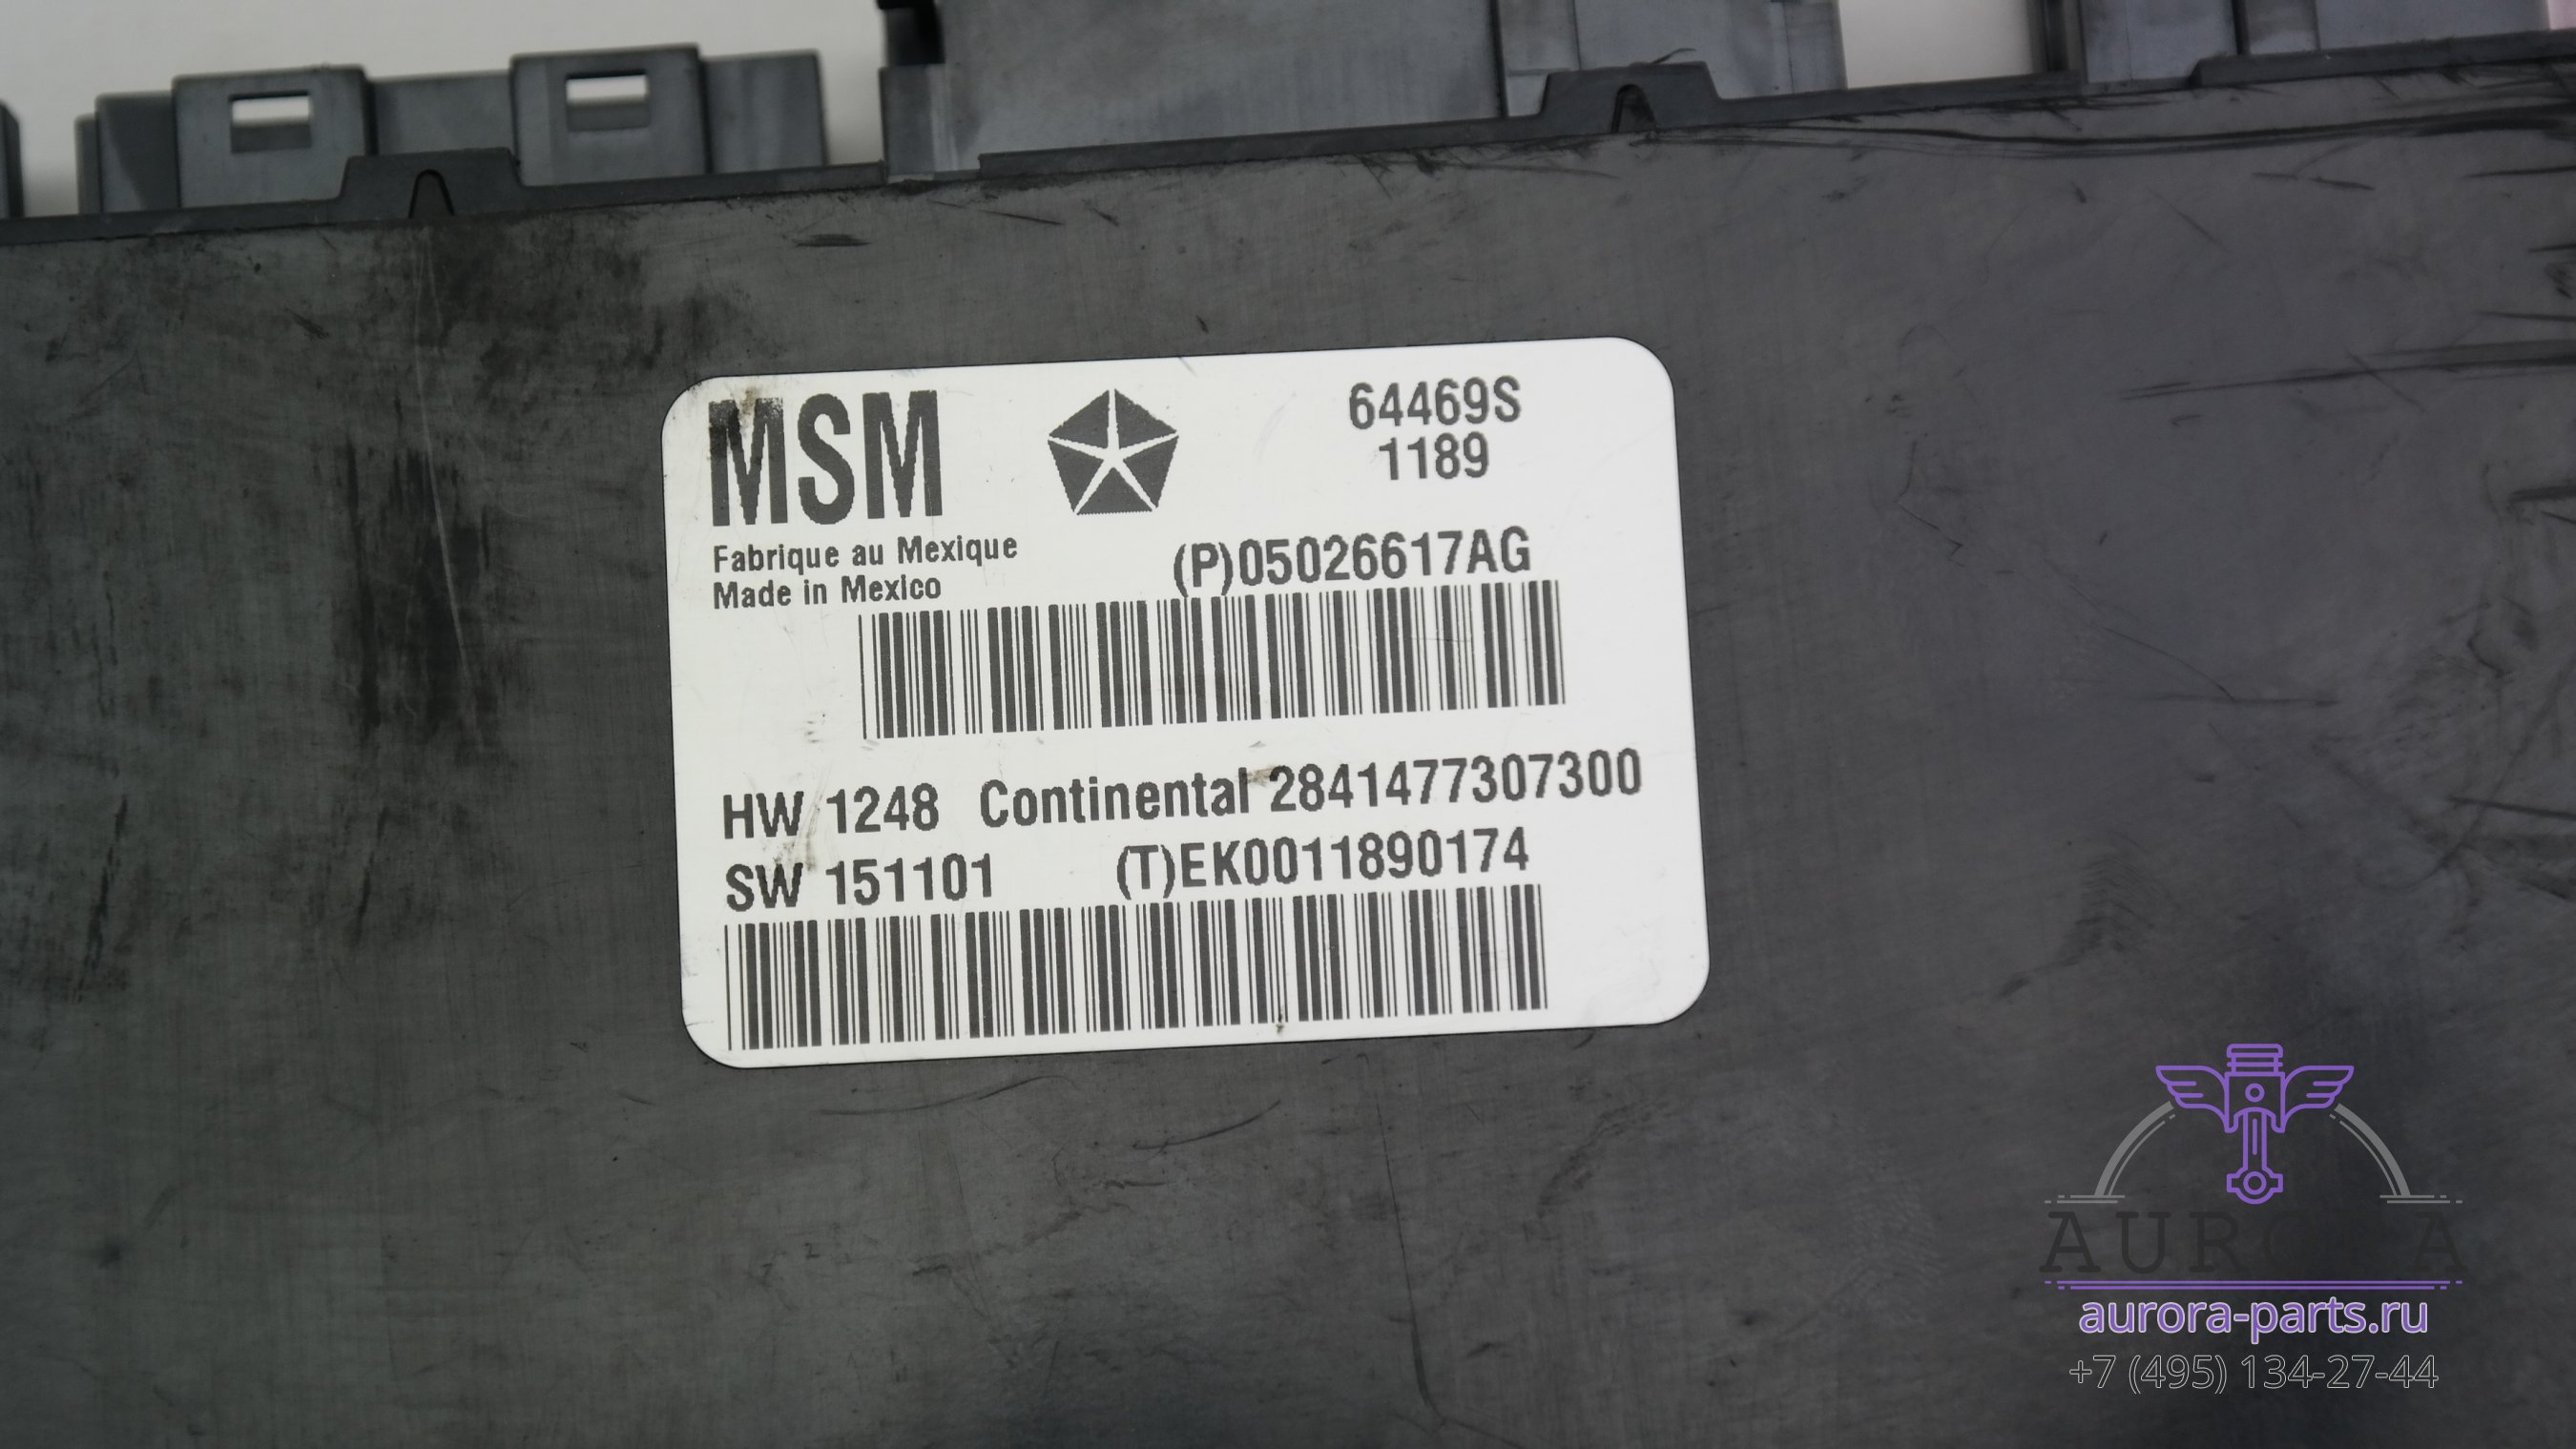 MSM
64469S
1189
Fabrique au Mexique
Made in Mexico
(P)05026617AG
HW 1248 Continental 2841477307300
SW 151101 (T)EK0011890174
AURORA
aurora-parts.ru
+7 (495) 134-27-44